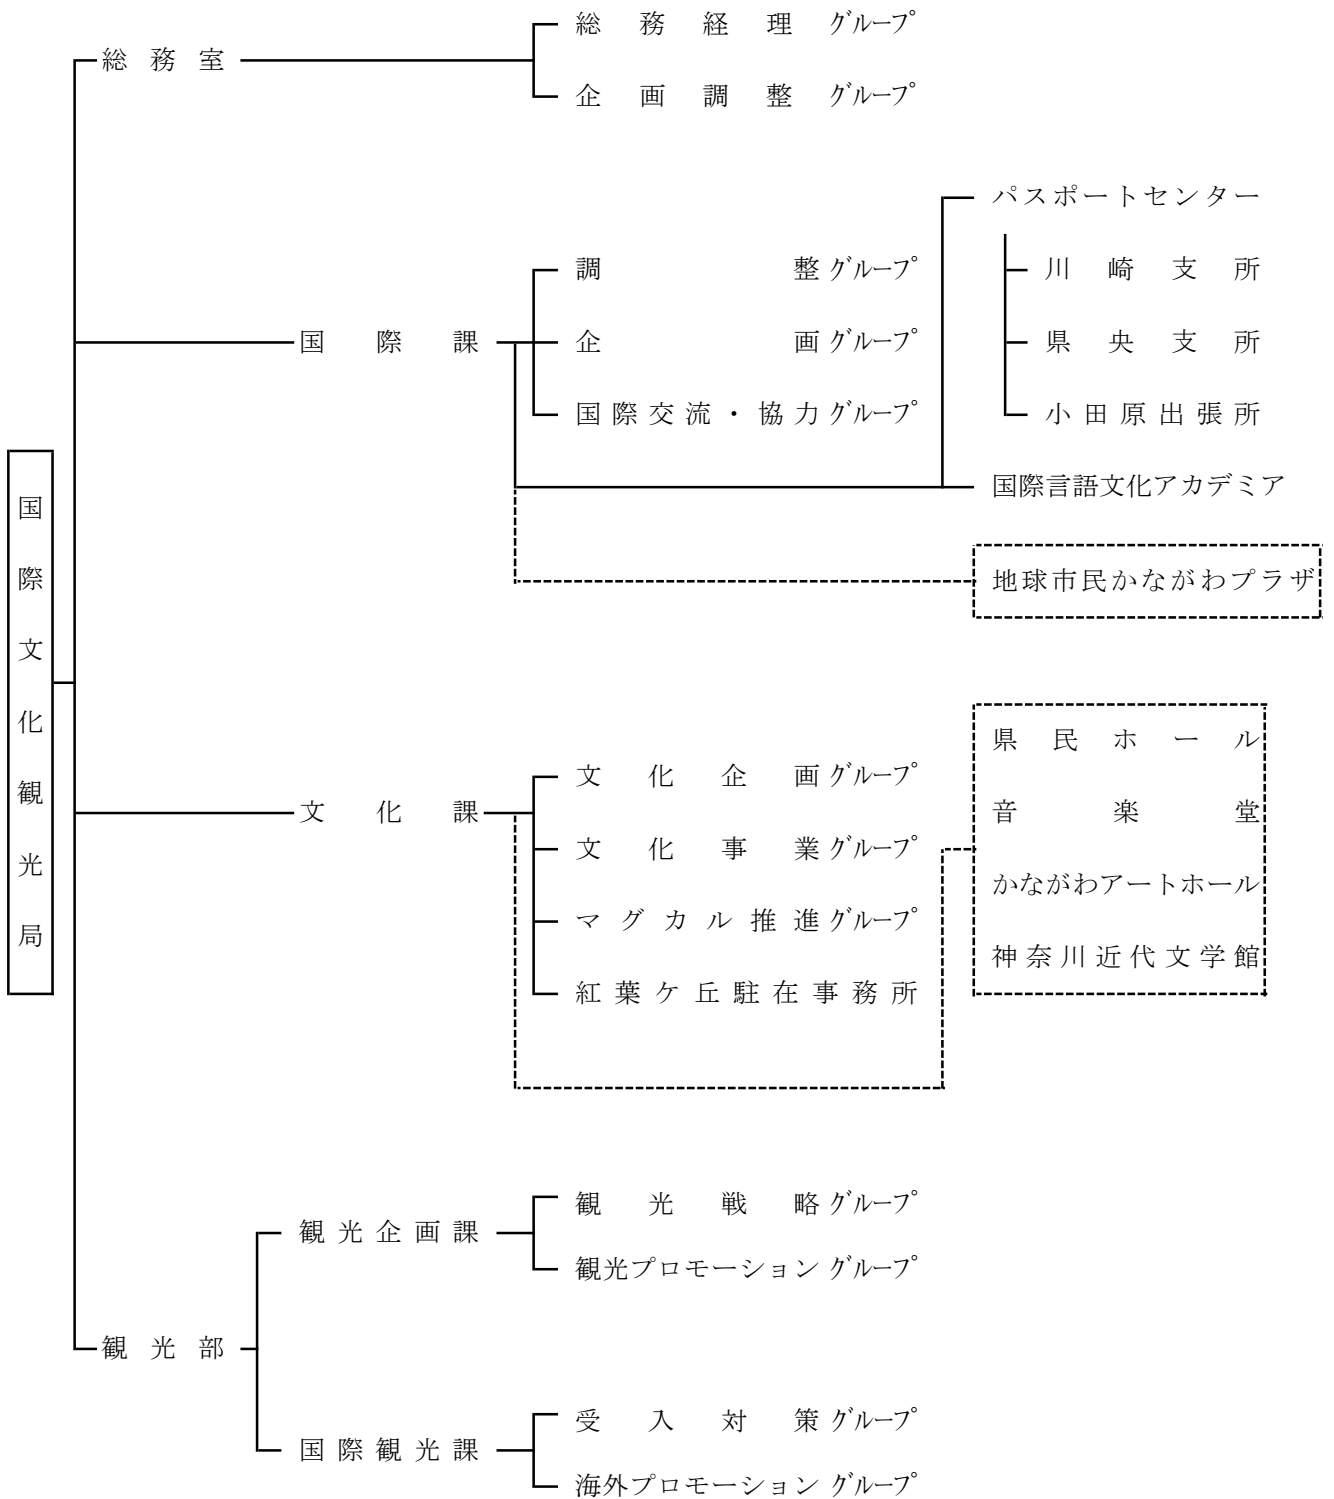 国際文化観光局
総務室
総務経理グループ
企画調整グループ
国際課
調整グループ
企画グループ
国際交流・協力グループ
パスポートセンター
川崎支所
県央支所
小田原出張所
国際言語文化アカデミア
地球市民かながわプラザ
文化課
文化企画グループ
文化事業グループ
マグカル推進グループ
紅葉ケ丘駐在事務所
県民ホール
音楽堂
かながわアートホール
神奈川近代文学館
観光部
観光企画課
観光戦略グループ
観光プロモーショングループ
国際観光課
受入対策グループ
海外プロモーショングループ